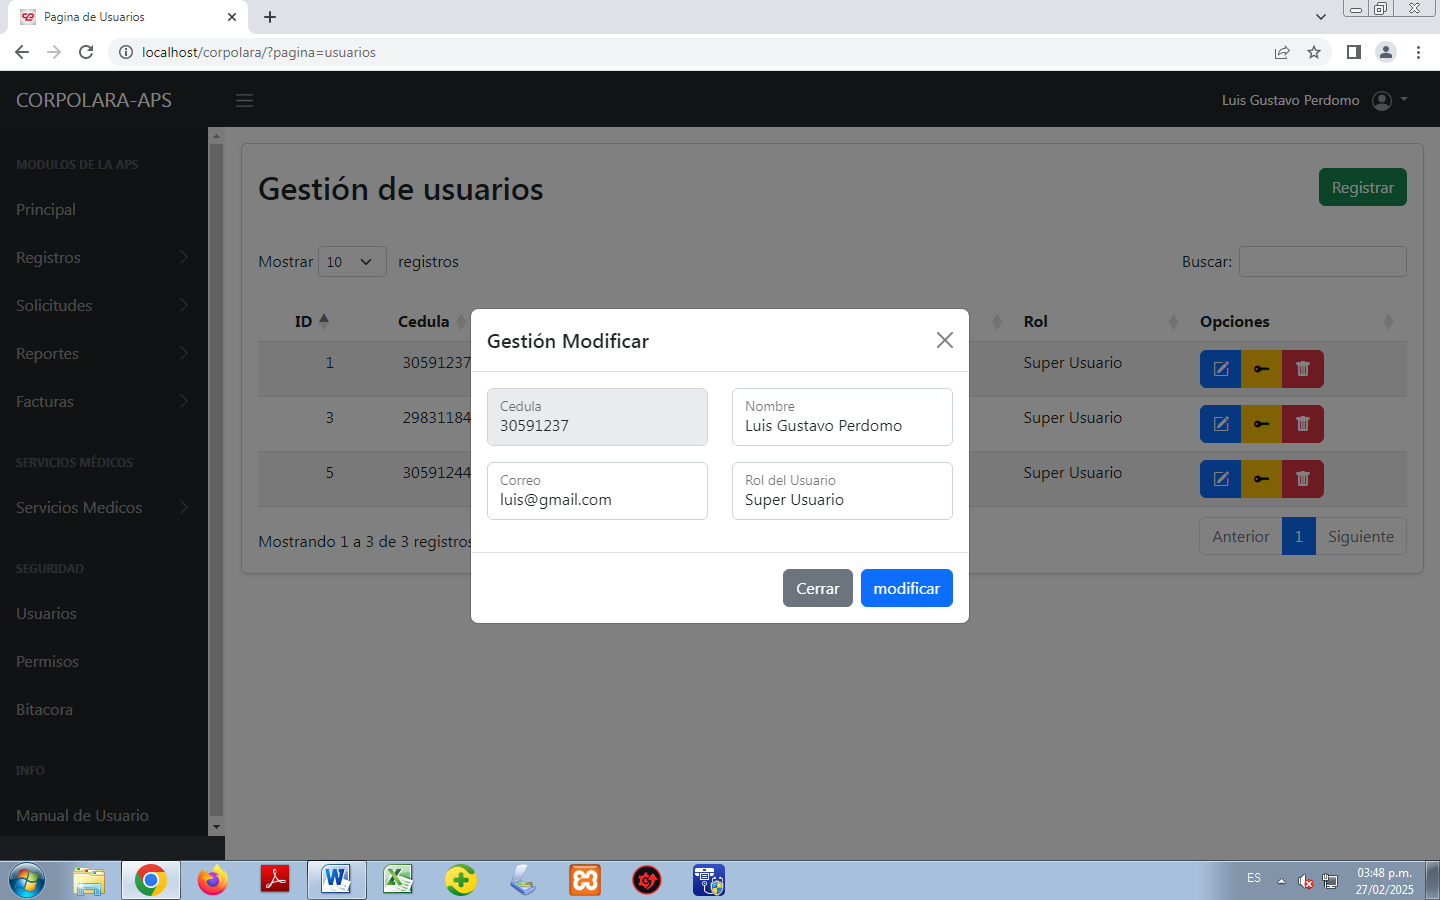 Pagina de Usuarios
localhost/corpolara/?pagina=usuarios
CORPOLARA-APS
Luis Gustavo Perdomo
MODULOS DE LA APS
Principal
Registros
Solicitudes
Reportes
Facturas
SERVICIOS MÉDICOS
Servicios Medicos
SEGURIDAD
Usuarios
Permisos
Bitacora
INFO
Manual de Usuario
Gestión de usuarios
Registrar
Mostrar 10 registros
Buscar:
ID Cedula Rol Opciones
1 30591237 Super Usuario
3 29831184 Super Usuario
5 30591244 Super Usuario
Mostrando 1 a 3 de 3 registros
Anterior 1 Siguiente
Gestión Modificar
Cedula
30591237
Nombre
Luis Gustavo Perdomo
Correo
luis@gmail.com
Rol del Usuario
Super Usuario
Cerrar modificar
ES
03:48 p.m.
27/02/2025